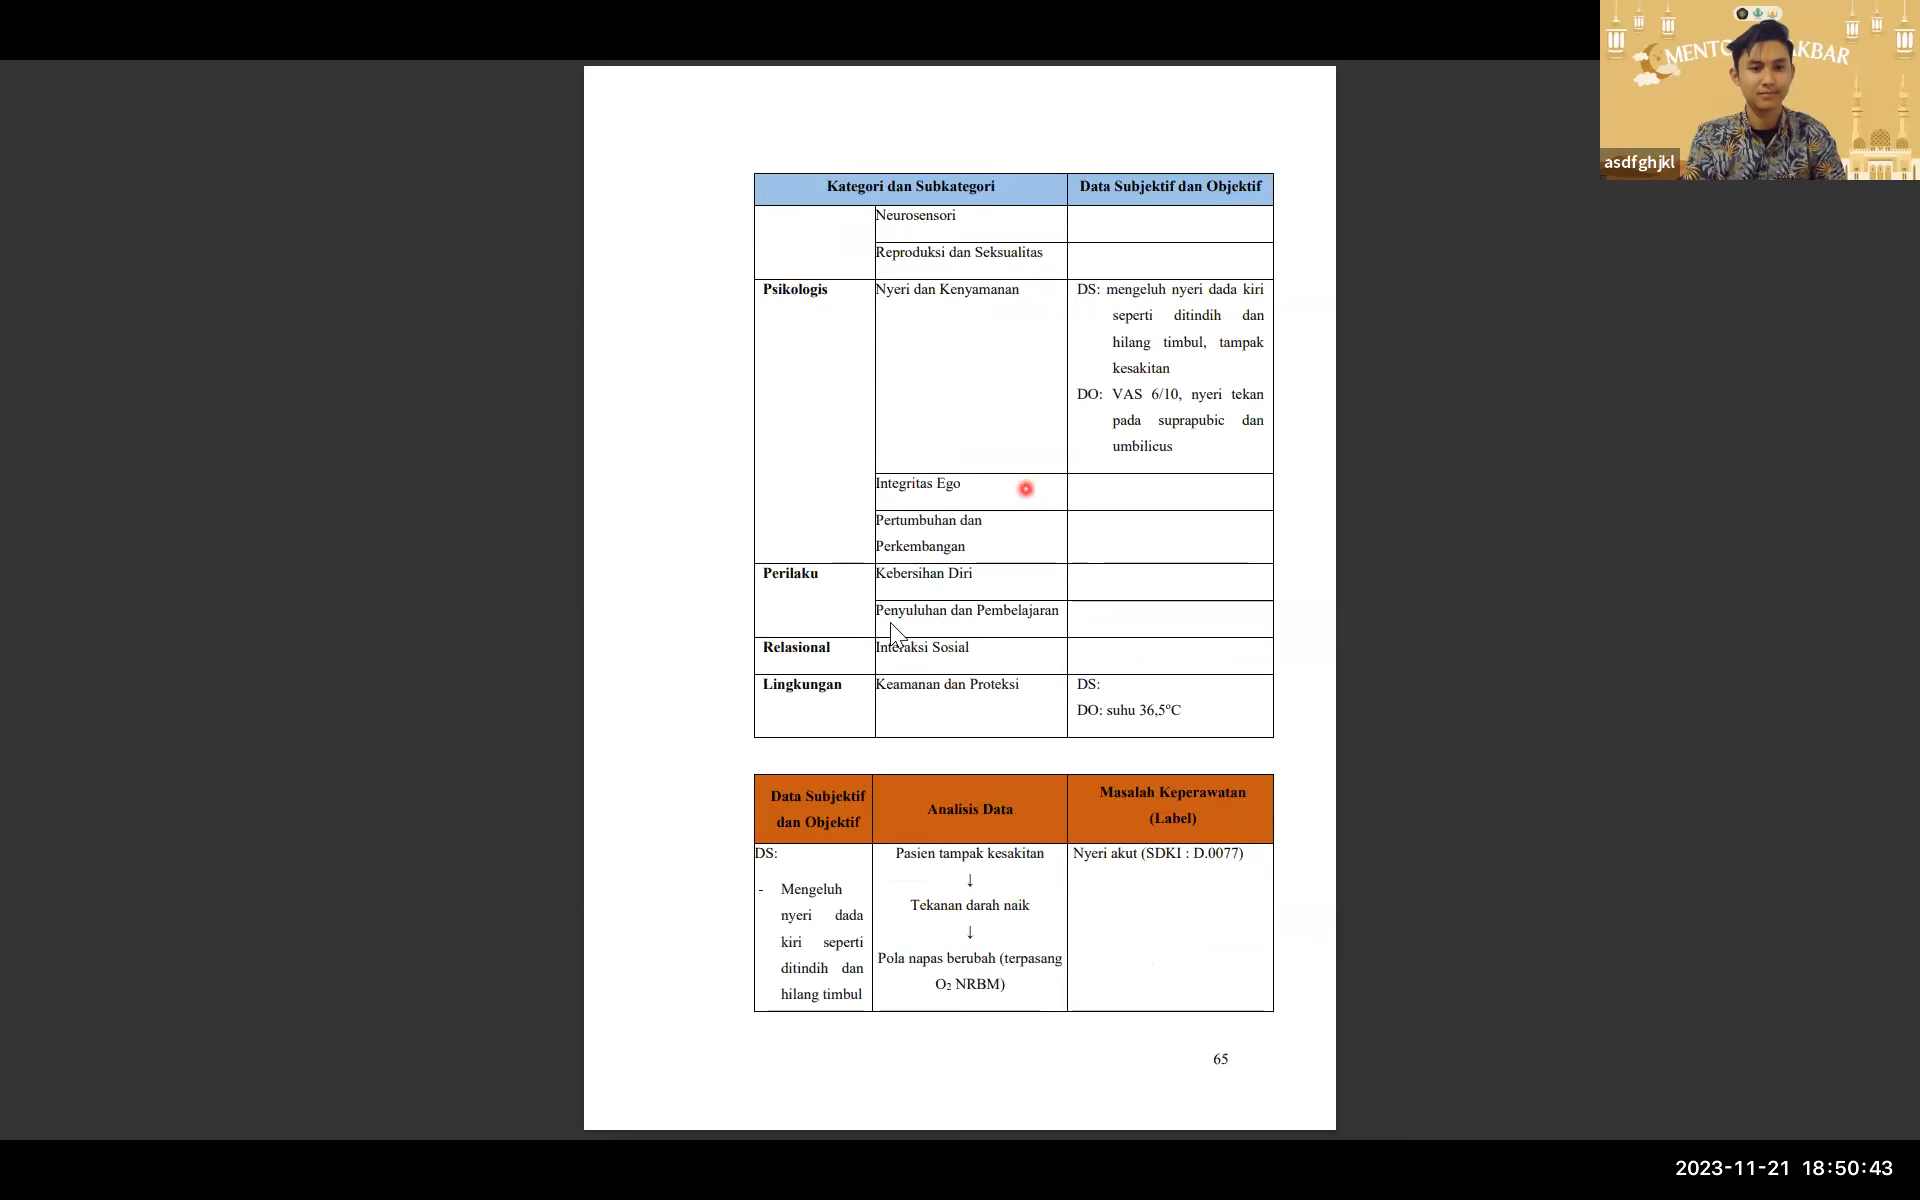 MENTO AKBAR
asdfghjkl
Kategori dan Subkategori
Data Subjektif dan Objektif
Neurosensori
Reproduksi dan Seksualitas
Psikologis
Nyeri dan Kenyamanan
DS: mengeluh nyeri dada kiri
seperti ditindih dan
hilang timbul, tampak
kesakitan
DO: VAS 6/10, nyeri tekan
pada suprapubic dan
umbilicus
Integritas Ego
Pertumbuhan dan
Perkembangan
Perilaku
Kebersihan Diri
Penyuluhan dan Pembelajaran
Relasional
Interaksi Sosial
Lingkungan
Keamanan dan Proteksi
DS:
DO: suhu 36,5°C
Data Subjektif
dan Objektif
Analisis Data
Masalah Keperawatan
(Label)
DS:
- Mengeluh
nyeri dada
kiri seperti
ditindih dan
hilang timbul
Pasien tampak kesakitan
↓
Tekanan darah naik
↓
Pola napas berubah (terpasang
O₂ NRBM)
Nyeri akut (SDKI : D.0077)
65
2023-11-21 18:50:43